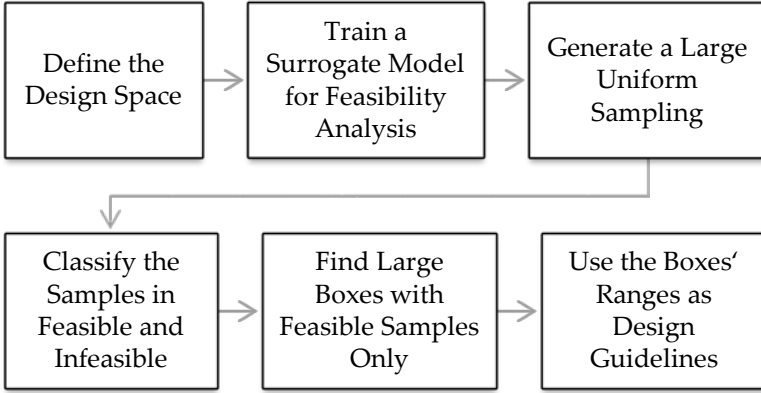 Define the
Design Space
Train a
Surrogate Model
for Feasibility
Analysis
Generate a Large
Uniform
Sampling
Classify the
Samples in
Feasible and
Infeasible
Find Large
Boxes with
Feasible Samples
Only
Use the Boxes‘
Ranges as
Design
Guidelines